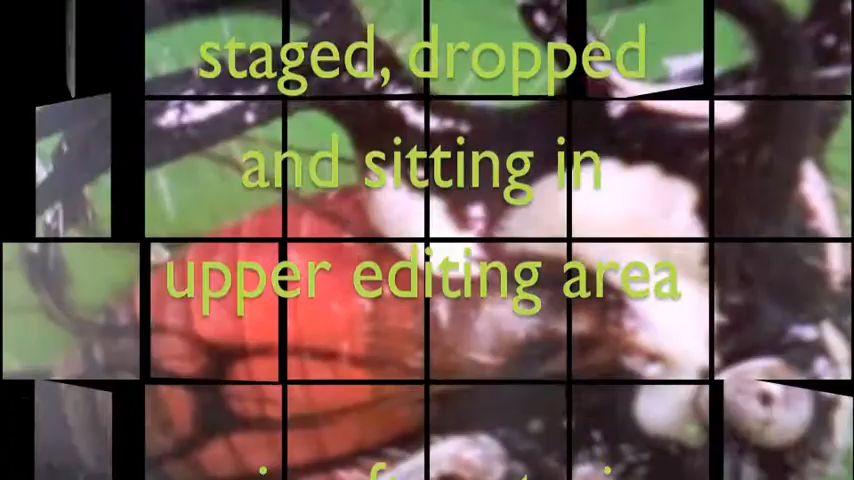 staged, dropped
and sitting in
upper editing area